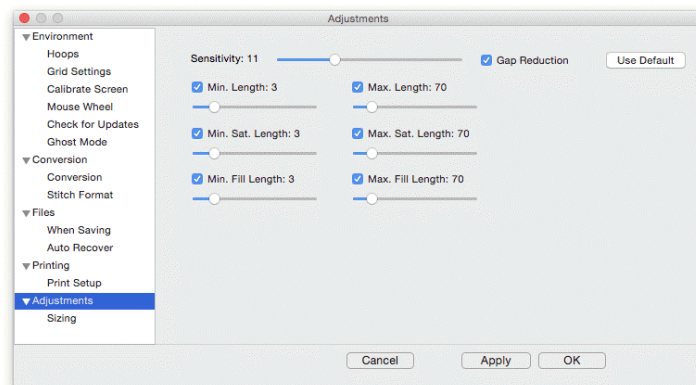 Adjustments
Environment
Hoops
Grid Settings
Calibrate Screen
Mouse Wheel
Check for Updates
Ghost Mode
Conversion
Conversion
Stitch Format
Files
When Saving
Auto Recover
Printing
Print Setup
Adjustments
Sizing
Sensitivity: 11
Gap Reduction
Use Default
Min. Length: 3
Max. Length: 70
Min. Sat. Length: 3
Max. Sat. Length: 70
Min. Fill Length: 3
Max. Fill Length: 70
Cancel
Apply
OK